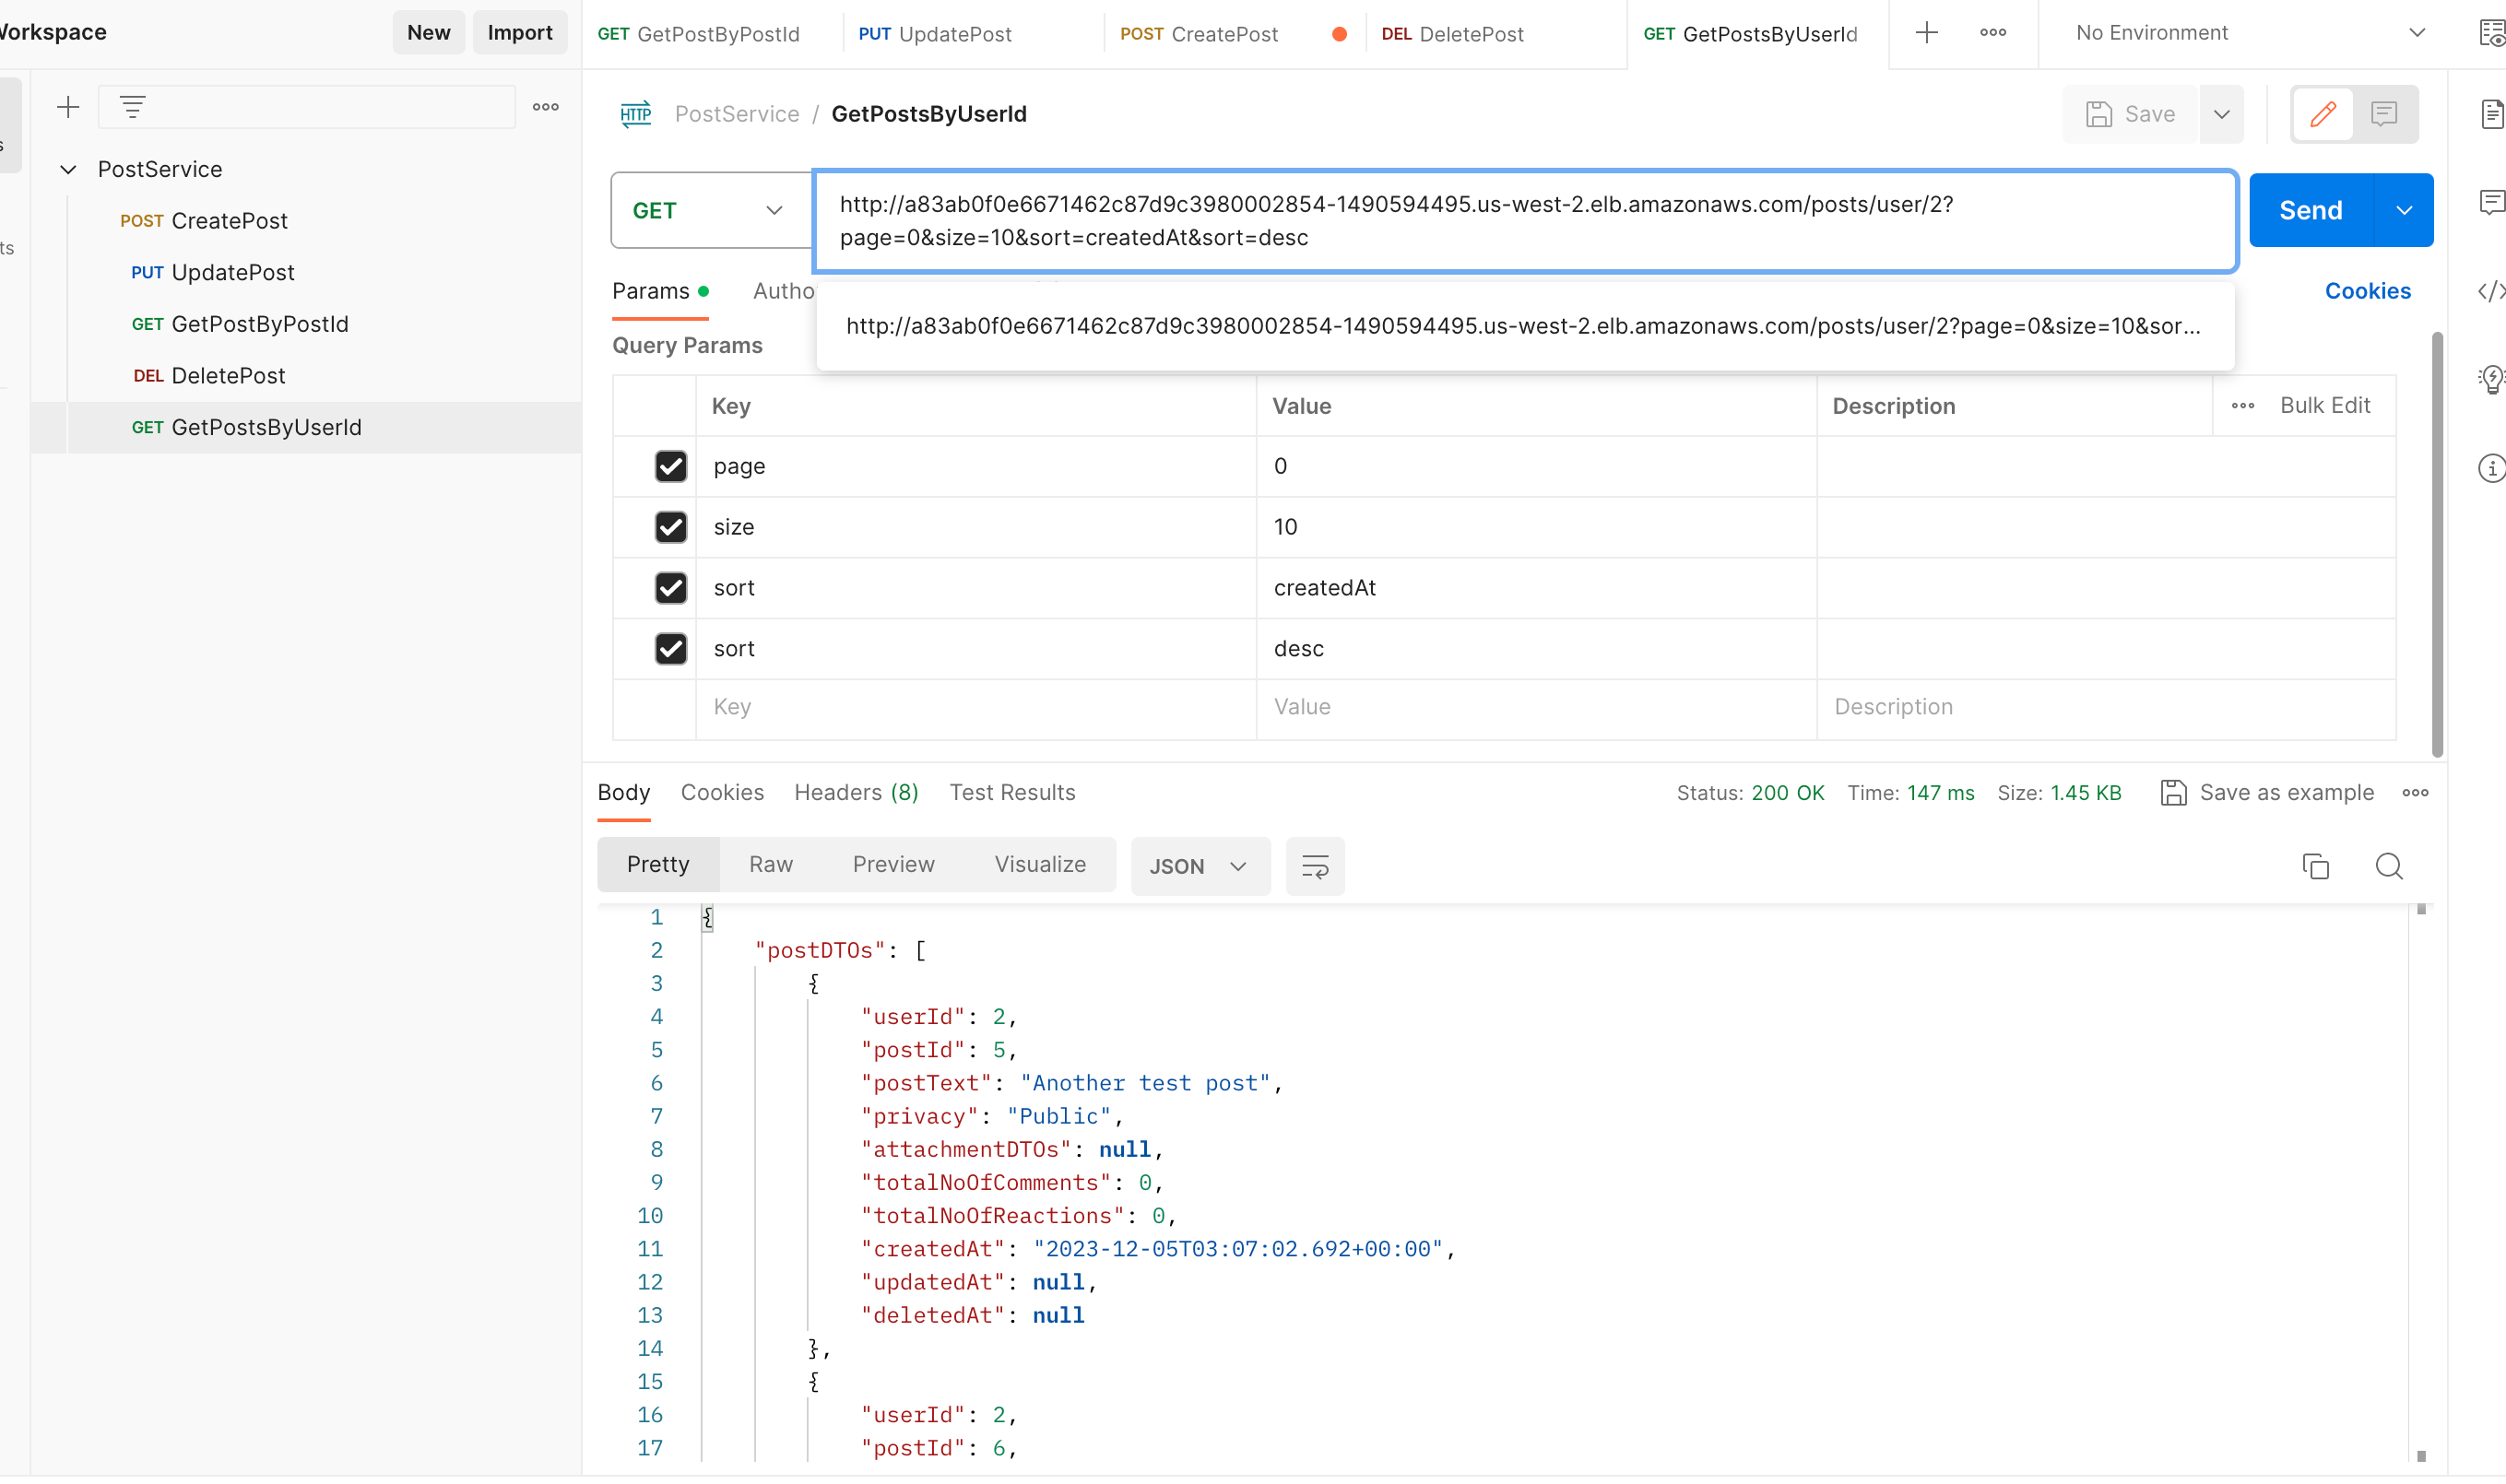 Workspace
New
Import
GET GetPostByPostId
PUT UpdatePost
POST CreatePost
DEL DeletePost
GET GetPostsByUserId
No Environment
PostService
POST CreatePost
PUT UpdatePost
GET GetPostByPostId
DEL DeletePost
GET GetPostsByUserId
HTTP PostService / GetPostsByUserId
Save
GET
http://a83ab0f0e6671462c87d9c3980002854-1490594495.us-west-2.elb.amazonaws.com/posts/user/2?
page=0&size=10&sort=createdAt&sort=desc
Send
Params
Autho
Cookies
http://a83ab0f0e6671462c87d9c3980002854-1490594495.us-west-2.elb.amazonaws.com/posts/user/2?page=0&size=10&sor...
Query Params
Key Value Description Bulk Edit
page 0
size 10
sort createdAt
sort desc
Key Value Description
Body Cookies Headers (8) Test Results
Status: 200 OK Time: 147 ms Size: 1.45 KB Save as example
Pretty Raw Preview Visualize JSON
1 {
2 "postDTOs": [
3 {
4 "userId": 2,
5 "postId": 5,
6 "postText": "Another test post",
7 "privacy": "Public",
8 "attachmentDTOs": null,
9 "totalNoOfComments": 0,
10 "totalNoOfReactions": 0,
11 "createdAt": "2023-12-05T03:07:02.692+00:00",
12 "updatedAt": null,
13 "deletedAt": null
14 },
15 {
16 "userId": 2,
17 "postId": 6,